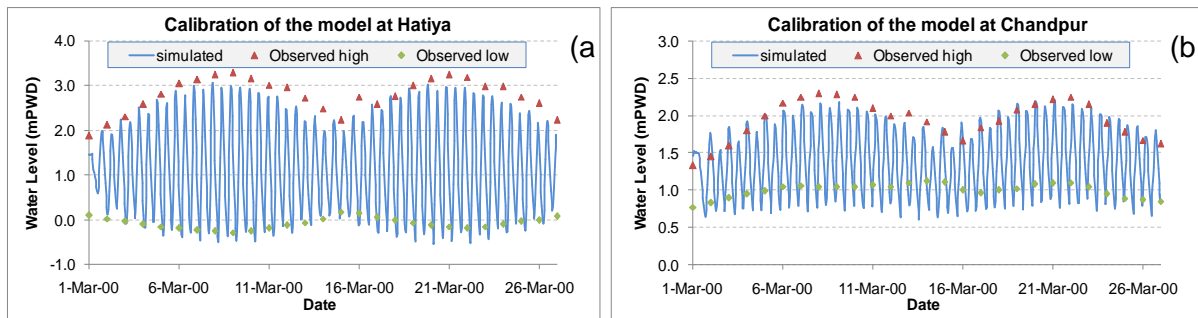 Calibration of the model at Hatiya
simulated Observed high Observed low
(a
Water Level (mPWD)
4.0
3.0
2.0
1.0
0.0
-1.0
1-Mar-00 6-Mar-00 11-Mar-00 16-Mar-00 21-Mar-00 26-Mar-00
Date
Calibration of the model at Chandpur
simulated Observed high Observed low
(b
Water Level (mPWD)
3.0
2.5
2.0
1.5
1.0
0.5
0.0
1-Mar-00 6-Mar-00 11-Mar-00 16-Mar-00 21-Mar-00 26-Mar-00
Date